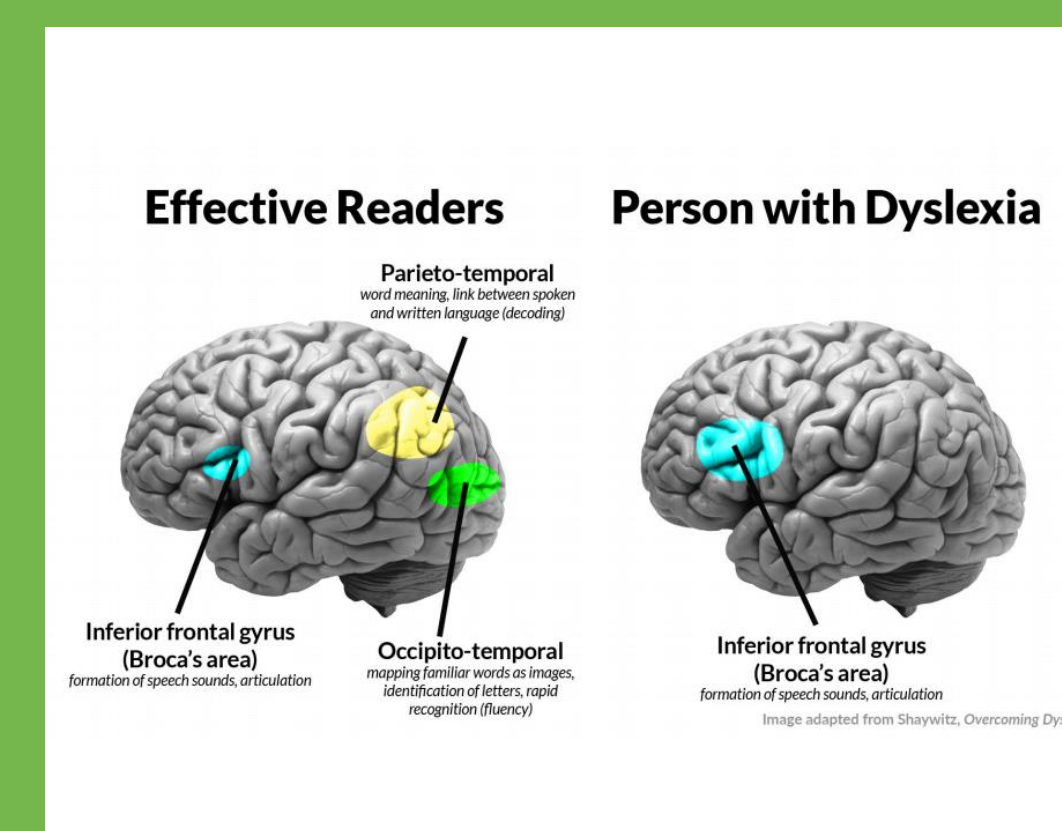 Effective Readers
Person with Dyslexia
Parieto-temporal
word meaning, link between spoken
and written language (decoding)
Inferior frontal gyrus
(Broca's area)
formation of speech sounds, articulation
Occipito-temporal
mapping familiar words as images,
identification of letters, rapid
recognition (fluency)
Inferior frontal gyrus
(Broca's area)
formation of speech sounds, articulation
Image adapted from Shaywitz, Overcoming